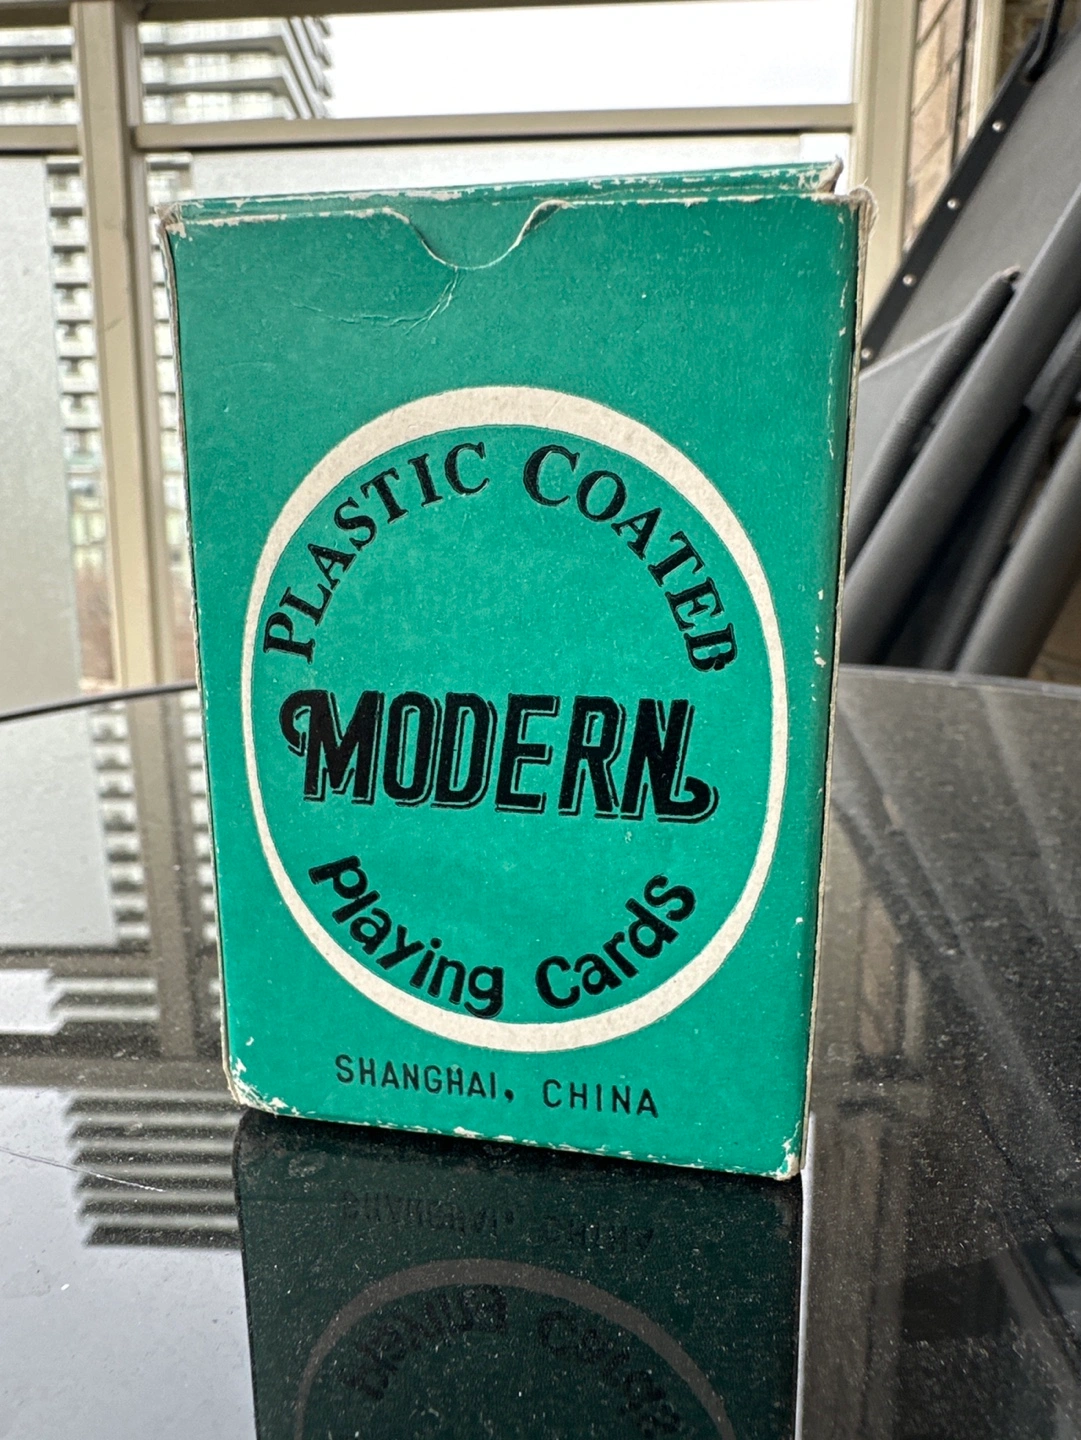 PLASTIC COATED
MODERN
Playing Cards
SHANGHAI, CHINA